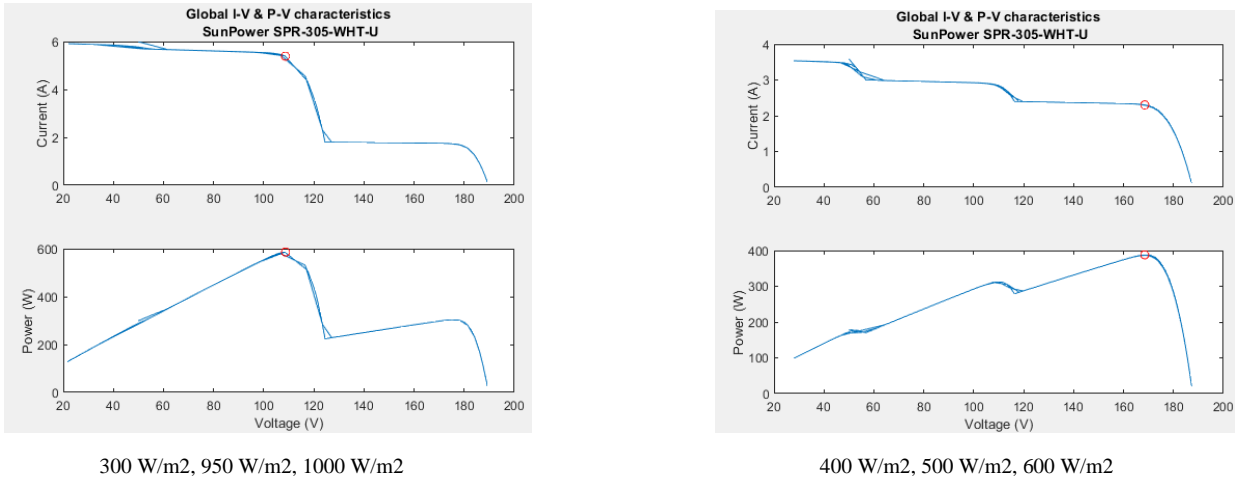 Global I-V & P-V characteristics
SunPower SPR-305-WHT-U
Current (A)
6
4
2
0
20 40 60 80 100 120 140 160 180 200
Power (W)
600
400
200
0
20 40 60 80 100 120 140 160 180 200
Voltage (V)
300 W/m2, 950 W/m2, 1000 W/m2
Global I-V & P-V characteristics
SunPower SPR-305-WHT-U
Current (A)
4
3
2
1
0
20 40 60 80 100 120 140 160 180 200
Power (W)
400
300
200
100
0
20 40 60 80 100 120 140 160 180 200
Voltage (V)
400 W/m2, 500 W/m2, 600 W/m2